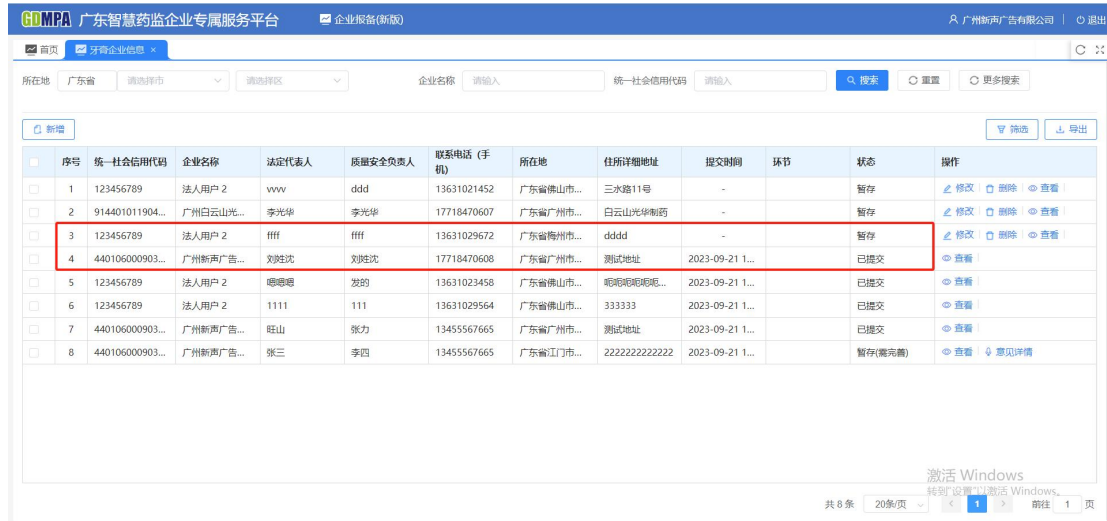 GDMPA 广东智慧药监企业专属服务平台 企业报备(新版) 广州新声广告有限公司 退出
首页 牙膏企业信息 ×
所在地 广东省 请选择市 请选择区 企业名称 请输入 统一社会信用代码 请输入 搜索 重置 更多搜索
新增 筛选 导出
序号 统一社会信用代码 企业名称 法定代表人 质量安全负责人 联系电话 (手机) 所在地 住所详细地址 提交时间 环节 状态 操作
1 123456789 法人用户 2 vvvv ddd 13631021452 广东省佛山市... 三水路11号 - 暂存 修改 删除 查看
2 914401011904... 广州白云山光... 李光华 李光华 17718470607 广东省广州市... 白云山光华制药 - 暂存 修改 删除 查看
3 123456789 法人用户 2 ffff ffff 13631029672 广东省梅州市... dddd - 暂存 修改 删除 查看
4 440106000903... 广州新声广告... 刘姓沈 刘姓沈 17718470608 广东省广州市... 测试地址 2023-09-21 1... 已提交 查看
5 123456789 法人用户 2 嗯嗯嗯 发的 13631023458 广东省佛山市... 呃呃呃呃呃... 2023-09-21 1... 已提交 查看
6 123456789 法人用户 2 1111 111 13631029564 广东省佛山市... 333333 2023-09-21 1... 已提交 查看
7 440106000903... 广州新声广告... 旺山 张力 13455567665 广东省广州市... 测试地址 2023-09-21 1... 已提交 查看
8 440106000903... 广州新声广告... 张三 李四 13455567665 广东省江门市... 2222222222222 2023-09-21 1... 暂存(需完善) 查看 意见详情
激活 Windows
转到"设置"以激活 Windows。
共 8 条 20条/页 < 1 > 前往 1 页